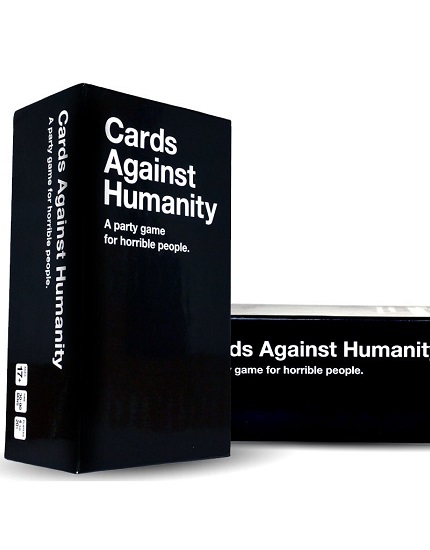 Cards
Against
Humanity
A party game
for horrible people.
Cards Against Humanity
A party game for horrible people.
17+
ds Against Humanit
game for horrible people.